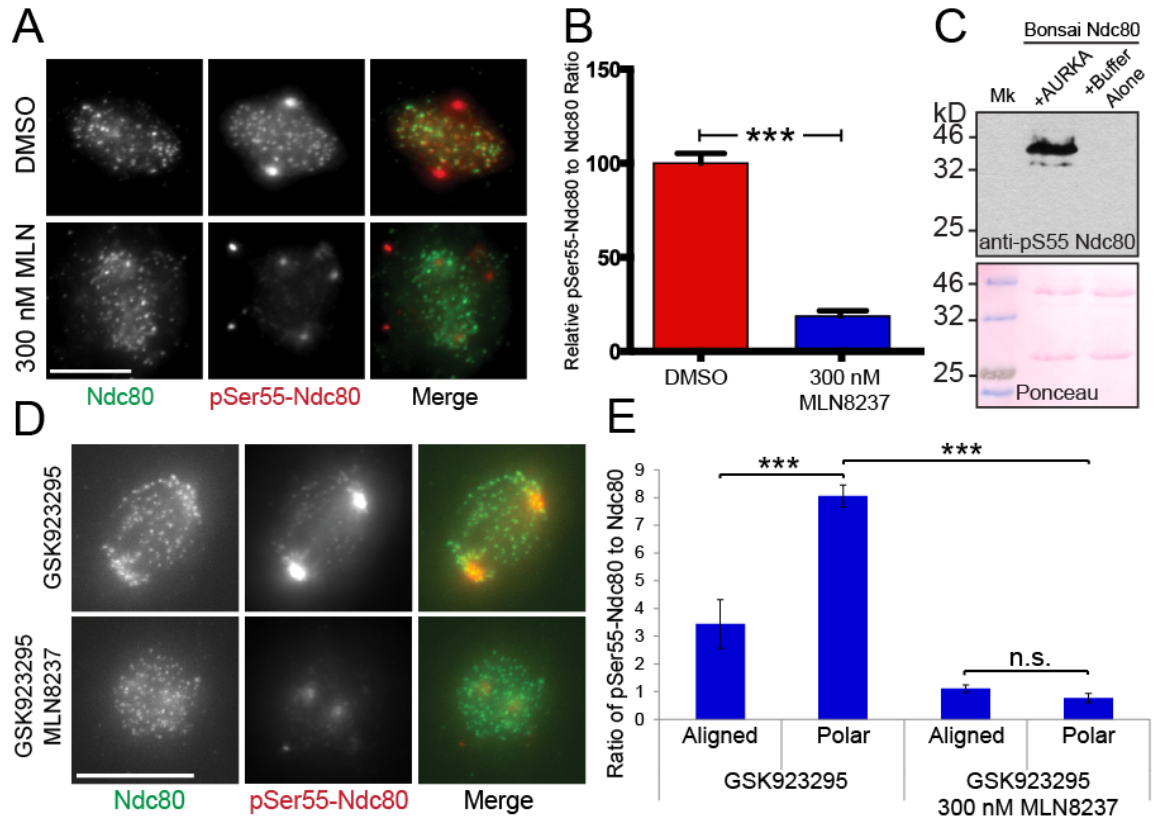 A
DMSO
300 nM MLN
Ndc80
pSer55-Ndc80
Merge
B
Relative pSer55-Ndc80 to Ndc80 Ratio
150
100
50
0
***
DMSO
300 nM
MLN8237
C
Bonsai Ndc80
kD
Mk
+AURKA
+Buffer
Alone
46
32
25
anti-pS55 Ndc80
46
32
25
Ponceau
D
GSK923295
GSK923295
MLN8237
Ndc80
pSer55-Ndc80
Merge
E
Ratio of pSer55-Ndc80 to Ndc80
9
8
7
6
5
4
3
2
1
0
***
***
n.s.
Aligned
Polar
Aligned
Polar
GSK923295
GSK923295
300 nM MLN8237